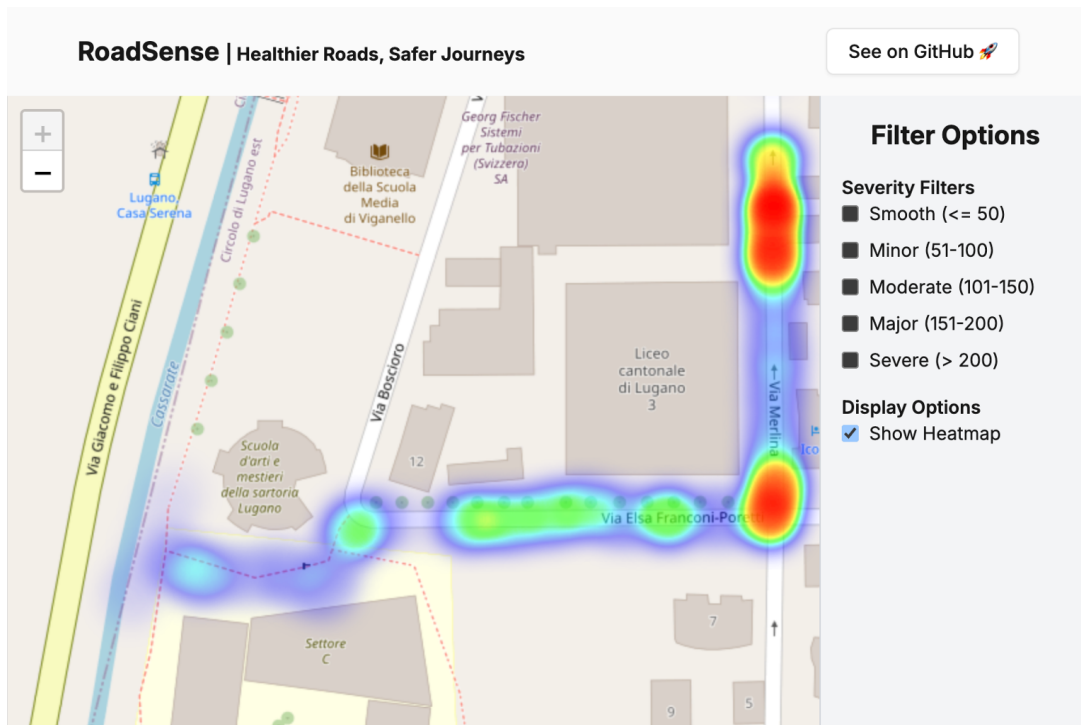 RoadSense | Healthier Roads, Safer Journeys
See on GitHub 🚀
+
−
Lugano,
Casa Serena
Via Giacomo e Filippo Ciani
Cassarate
Circolo di Lugano est
Biblioteca
della Scuola
Media
di Viganello
Georg Fischer
Sistemi
per Tubazioni
(Svizzera)
SA
Via Boscioro
Liceo
cantonale
di Lugano
3
←Via Merlina
Scuola
d'arti e
mestieri
della sartoria
Lugano
12
Via Elsa Franconi-Poretti
Settore
C
7
9
5
Filter Options
Severity Filters
Smooth (<= 50)
Minor (51-100)
Moderate (101-150)
Major (151-200)
Severe (> 200)
Display Options
Show Heatmap